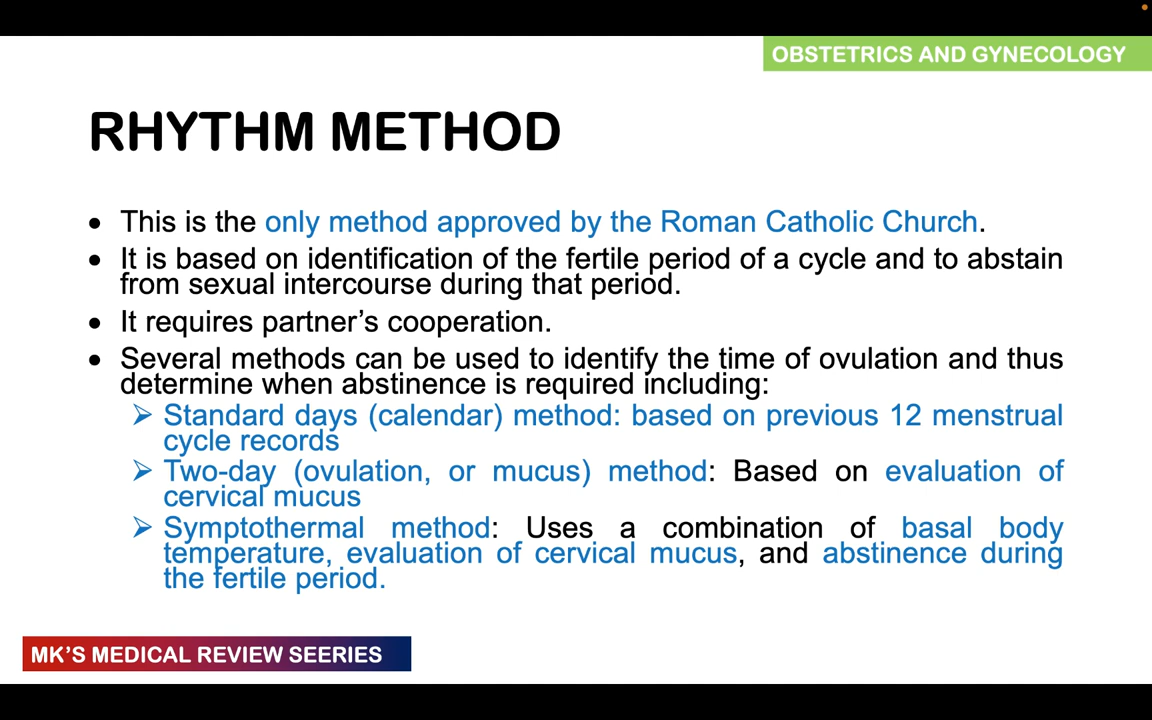 OBSTETRICS AND GYNECOLOGY
RHYTHM METHOD
• This is the only method approved by the Roman Catholic Church.
• It is based on identification of the fertile period of a cycle and to abstain
from sexual intercourse during that period.
• It requires partner’s cooperation.
• Several methods can be used to identify the time of ovulation and thus
determine when abstinence is required including:
➢ Standard days (calendar) method: based on previous 12 menstrual
cycle records
➢ Two-day (ovulation, or mucus) method: Based on evaluation of
cervical mucus
➢ Symptothermal method: Uses a combination of basal body
temperature, evaluation of cervical mucus, and abstinence during
the fertile period.
MK’S MEDICAL REVIEW SEERIES